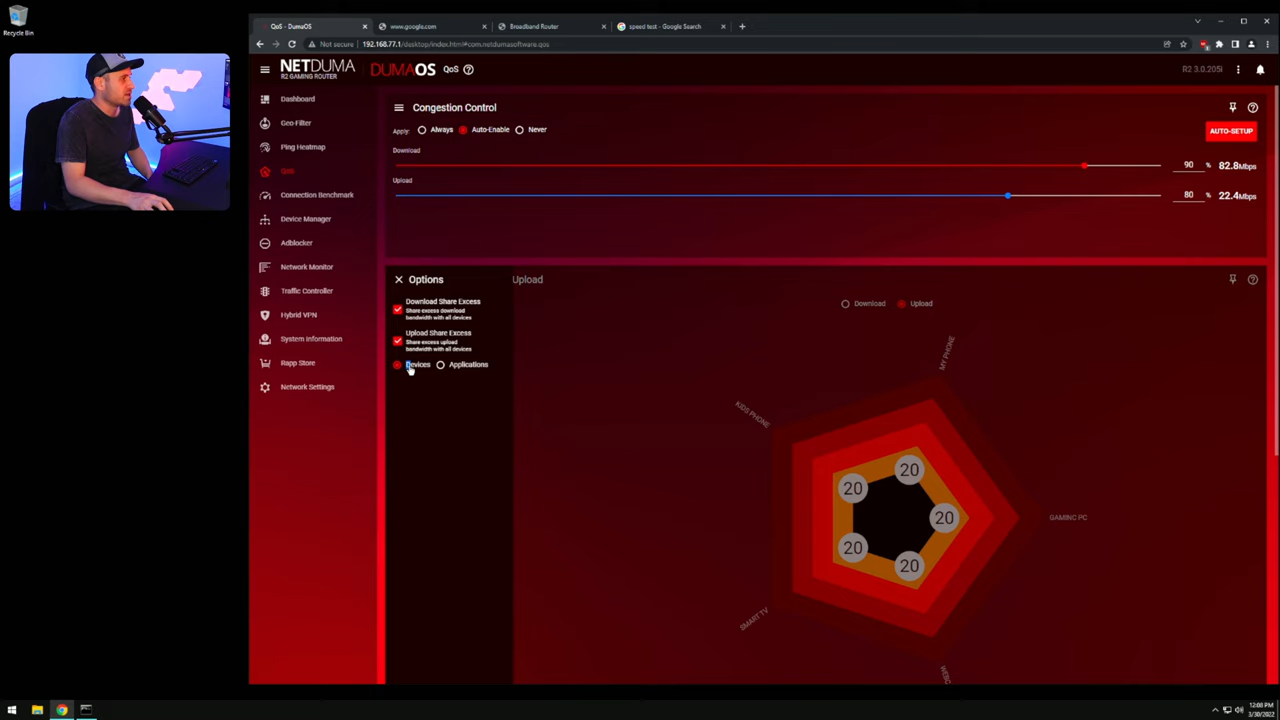 Recycle Bin
QoS - DumaOS
www.google.com
Broadband Router
speed test - Google Search
Not secure
192.168.77.1/desktop/index.html#com.netdumasoftware.qos
NETDUMA
R2 GAMING ROUTER
DUMAOS
QoS
R2 3.0.205i
Dashboard
Geo-Filter
Ping Heatmap
QoS
Connection Benchmark
Device Manager
Adblocker
Network Monitor
Traffic Controller
Hybrid VPN
System Information
Rapp Store
Network Settings
Congestion Control
Apply: Always Auto-Enable Never
AUTO-SETUP
Download
90 % 82.8Mbps
Upload
80 % 22.4Mbps
Options
Download Share Excess
Share excess download
bandwidth with all devices
Upload Share Excess
Share excess upload
bandwidth with all devices
Devices Applications
Upload
Download Upload
MY PHONE
KIDS PHONE
GAMING PC
SMART TV
WEBC
20
20
20
20
20
12:08 PM
3/30/2022